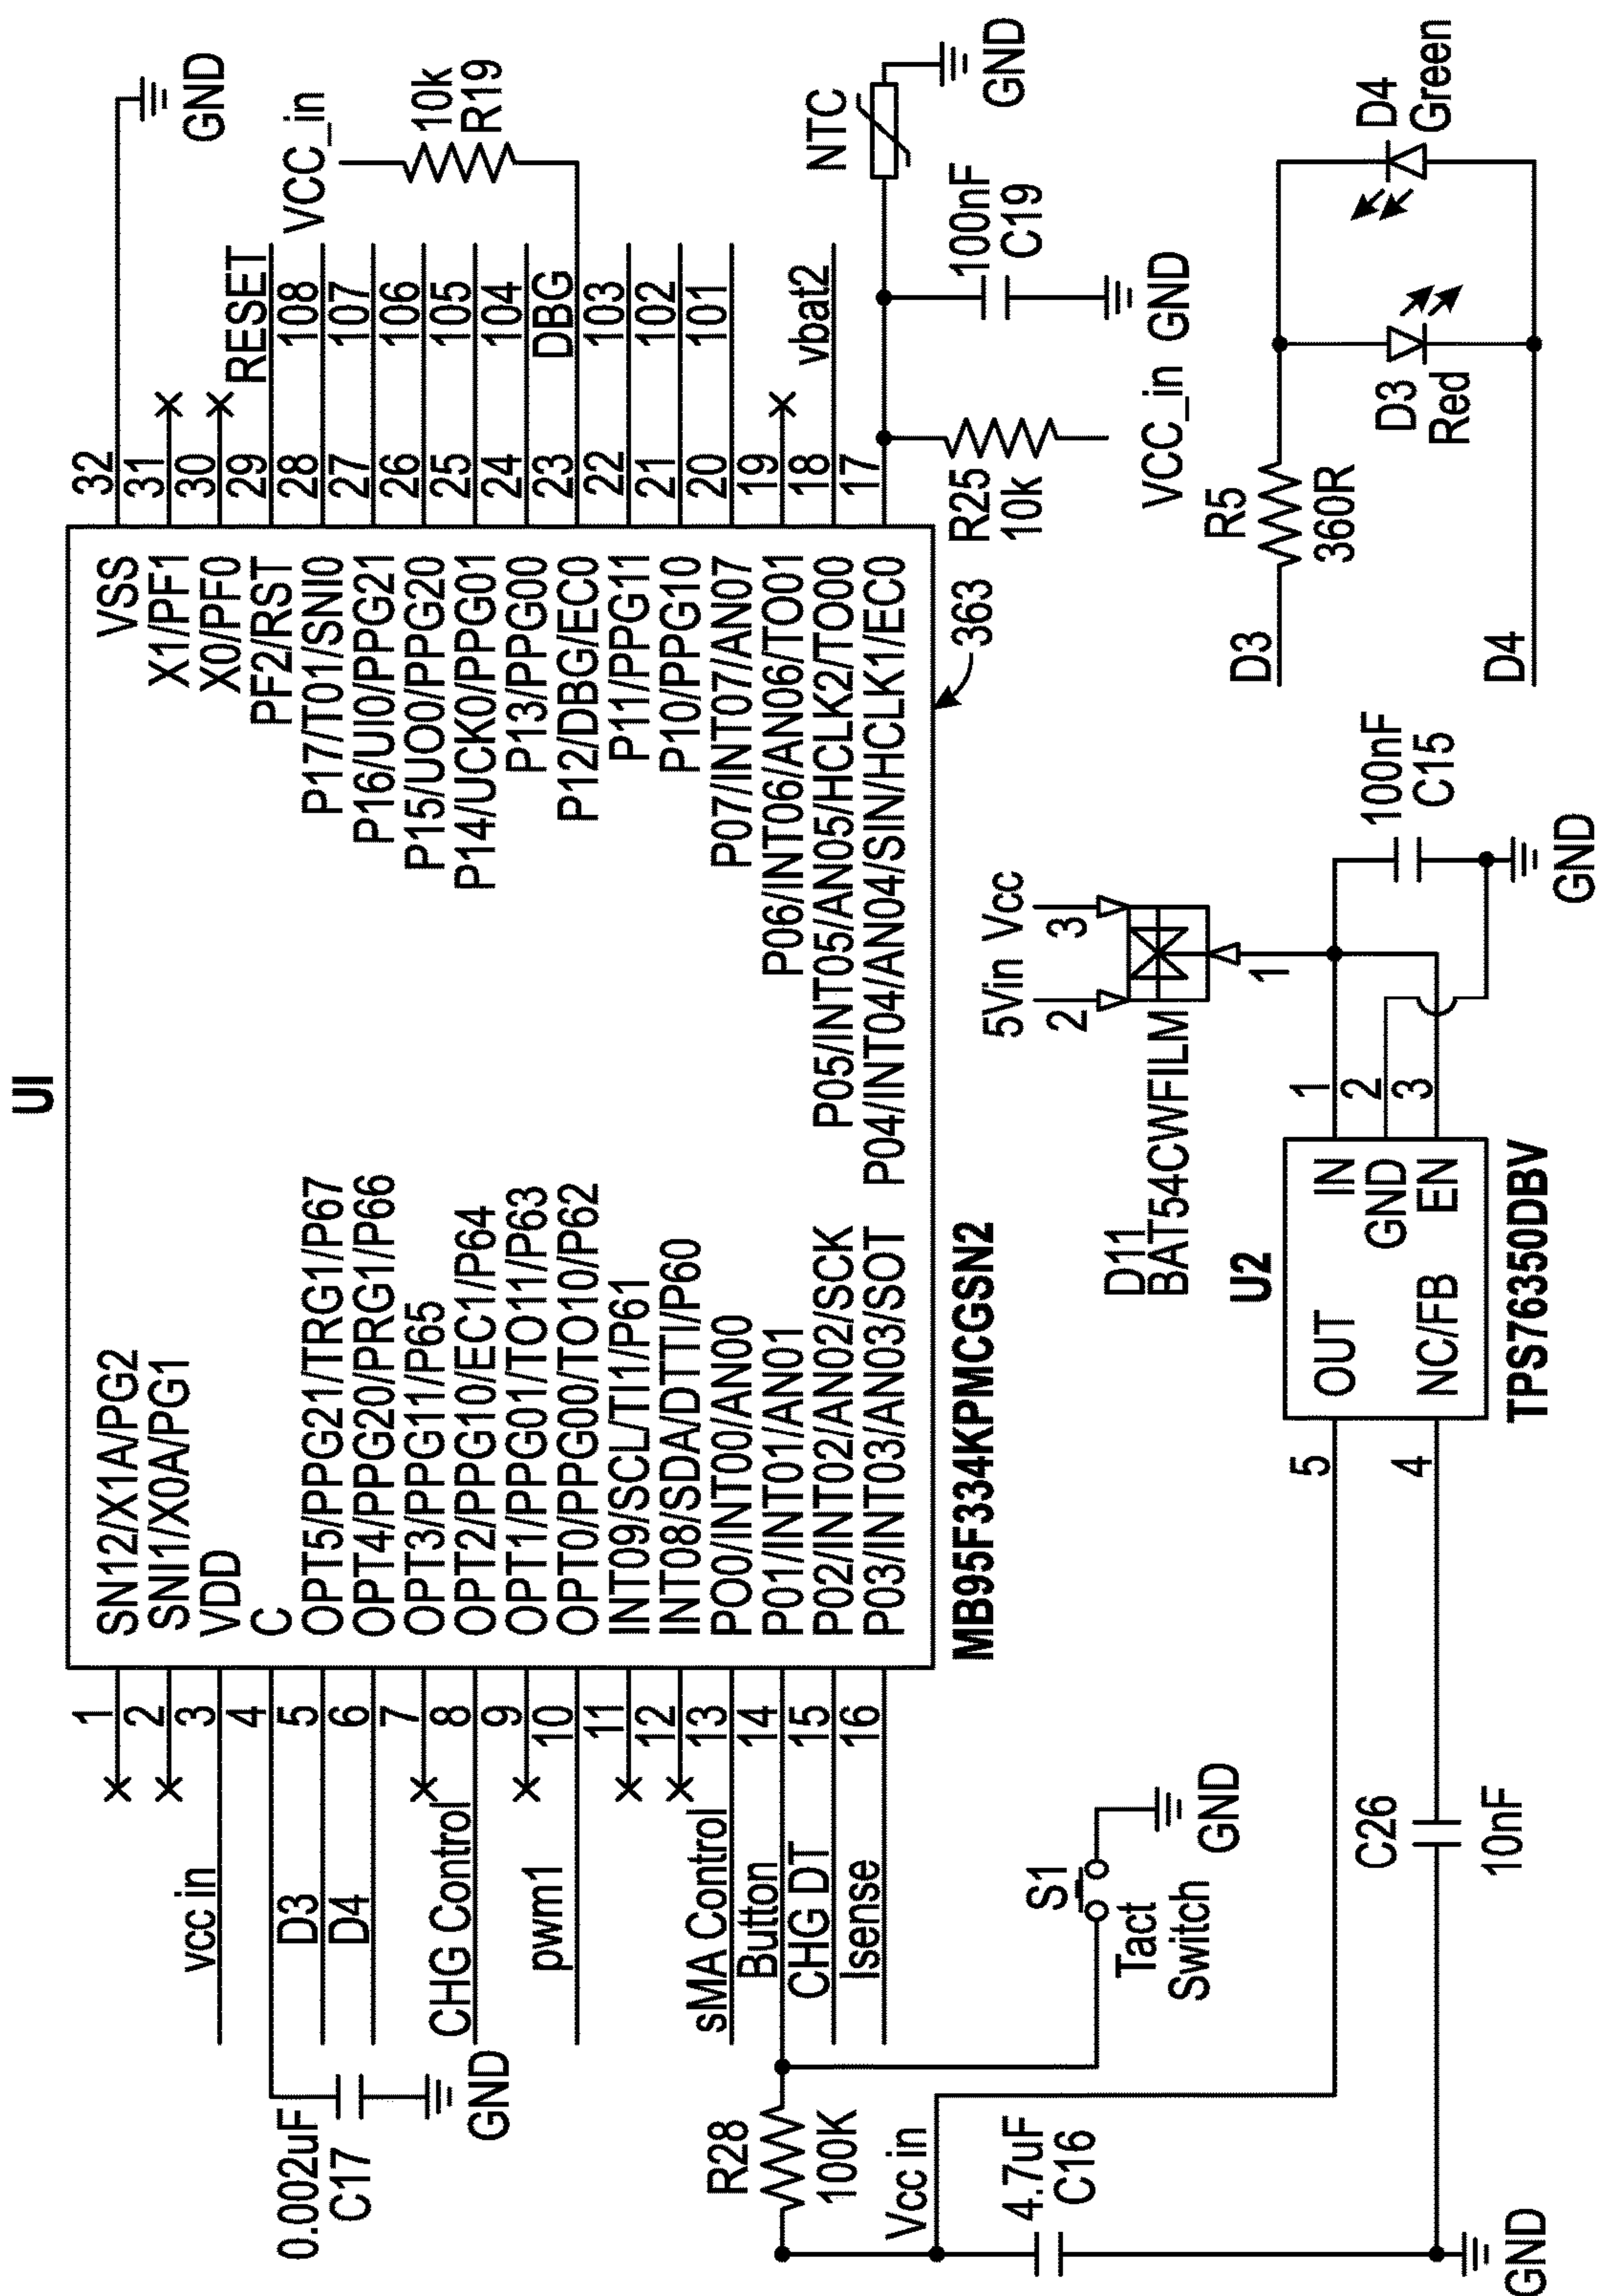 UI
SN12/X1A/PG2
SNI1/X0A/PG1
VDD
C
OPT5/PPG21/TRG1/P67
OPT4/PPG20/PRG1/P66
OPT3/PPG11/P65
OPT2/PPG10/EC1/P64
OPT1/PPG01/TO11/P63
OPT0/PPG00/TO10/P62
INT09/SCL/TI1/P61
INT08/SDA/DTTI/P60
PO0/INT00/AN00
P01/INT01/AN01
P02/INT02/AN02/SCK
P03/INT03/AN03/SOT
VSS
X1/PF1
X0/PF0
PF2/RST
P17/T01/SNI0
P16/UI0/PPG21
P15/UO0/PPG20
P14/UCK0/PPG01
P13/PPG00
P12/DBG/EC0
P11/PPG11
P10/PPG10
P07/INT07/AN07
P06/INT06/AN06/TO01
P05/INT05/AN05/HCLK2/TO00
P04/INT04/AN04/SIN/HCLK1/EC0
MB95F334KPMCGSN2
363
1
2
3
4
5
6
7
8
9
10
11
12
13
14
15
16
vcc in
D3
D4
CHG Control
pwm1
sMA Control
Button
CHG DT
Isense
0.002uF
C17
GND
32
31
30
29
28
27
26
25
24
23
22
21
20
19
18
17
RESET
108
107
106
105
104
DBG
103
102
101
vbat2
GND
VCC_in
10k
R19
NTC
GND
100nF
C19
GND
R25
10k
VCC_in
R28
100K
Vcc in
4.7uF
C16
GND
S1
Tact
Switch
GND
C26
10nF
5
4
U2
OUT
NC/FB
IN
GND
EN
TPS76350DBV
1
2
3
D11
BAT54CWFILM
5Vin
Vcc
2
3
1
100nF
C15
GND
D3
D4
R5
360R
D3
Red
D4
Green